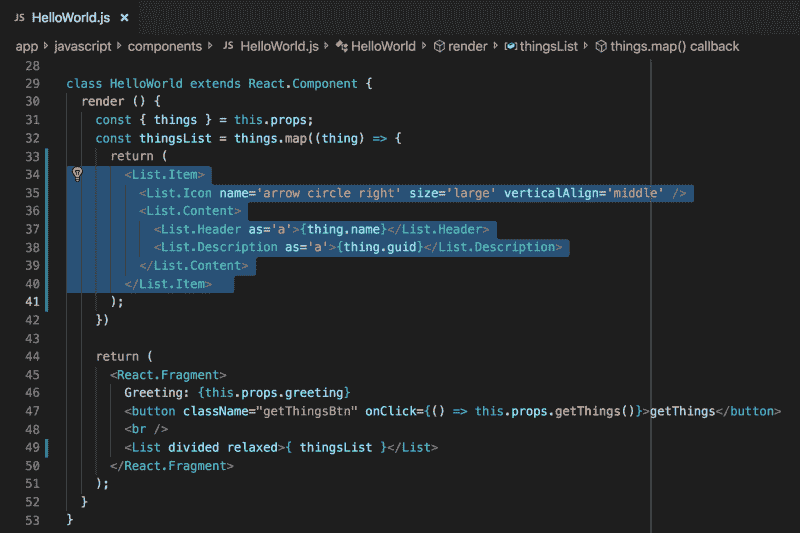 JS HelloWorld.js ×
app › javascript › components › JS HelloWorld.js › HelloWorld › render › thingsList › things.map() callback
28
29 class HelloWorld extends React.Component {
30   render () {
31     const { things } = this.props;
32     const thingsList = things.map((thing) => {
33       return (
34         <List.Item>
35           <List.Icon name='arrow circle right' size='large' verticalAlign='middle' />
36           <List.Content>
37             <List.Header as='a'>{thing.name}</List.Header>
38             <List.Description as='a'>{thing.guid}</List.Description>
39           </List.Content>
40         </List.Item>
41       );
42     })
43
44     return (
45       <React.Fragment>
46         Greeting: {this.props.greeting}
47         <button className="getThingsBtn" onClick={() => this.props.getThings()}>getThings</button>
48         <br />
49         <List divided relaxed>{ thingsList }</List>
50       </React.Fragment>
51     );
52   }
53 }